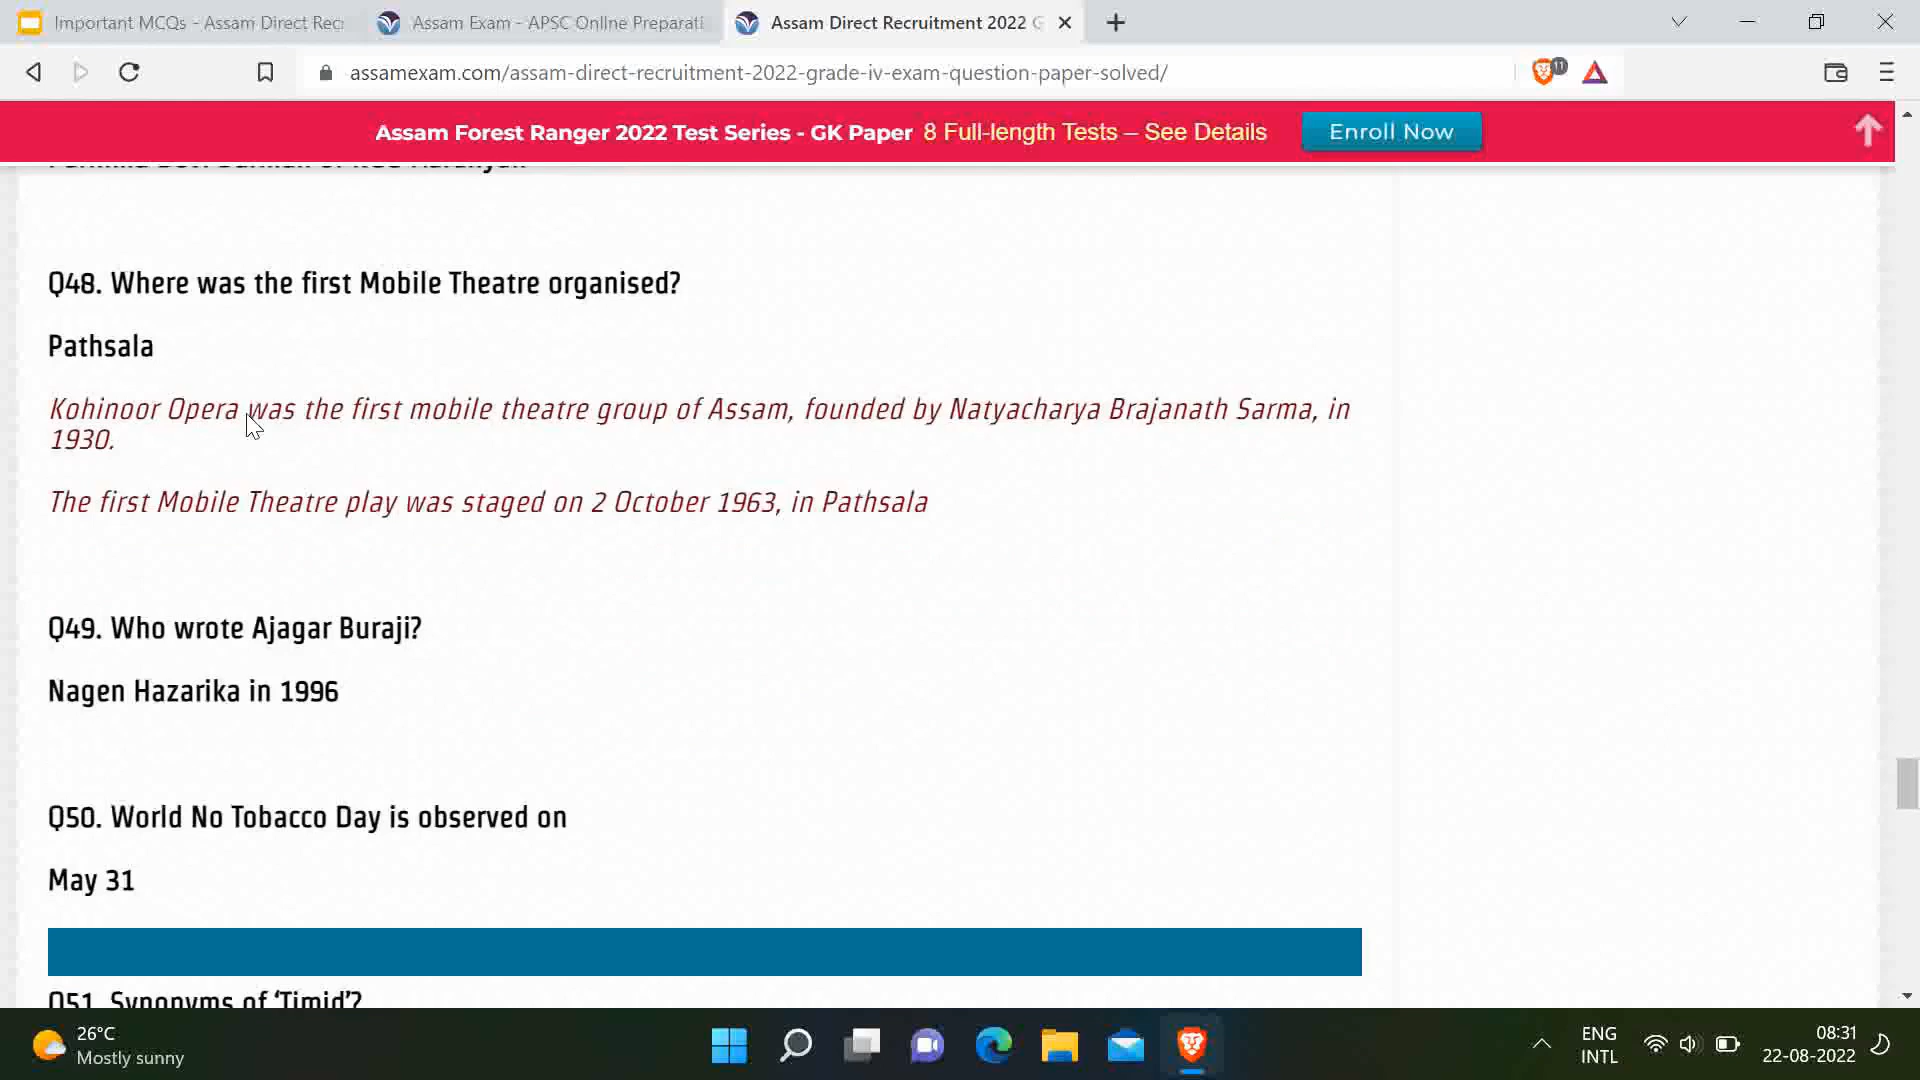 Important MCQs - Assam Direct Recr
Assam Exam - APSC Online Preparati
Assam Direct Recruitment 2022 G
assamexam.com/assam-direct-recruitment-2022-grade-iv-exam-question-paper-solved/
11
Assam Forest Ranger 2022 Test Series - GK Paper 8 Full-length Tests – See Details
Enroll Now
Q48. Where was the first Mobile Theatre organised?
Pathsala
Kohinoor Opera was the first mobile theatre group of Assam, founded by Natyacharya Brajanath Sarma, in
1930.
The first Mobile Theatre play was staged on 2 October 1963, in Pathsala
Q49. Who wrote Ajagar Buraji?
Nagen Hazarika in 1996
Q50. World No Tobacco Day is observed on
May 31
Q51. Synonyms of ‘Timid’?
26°C
Mostly sunny
ENG
INTL
08:31
22-08-2022